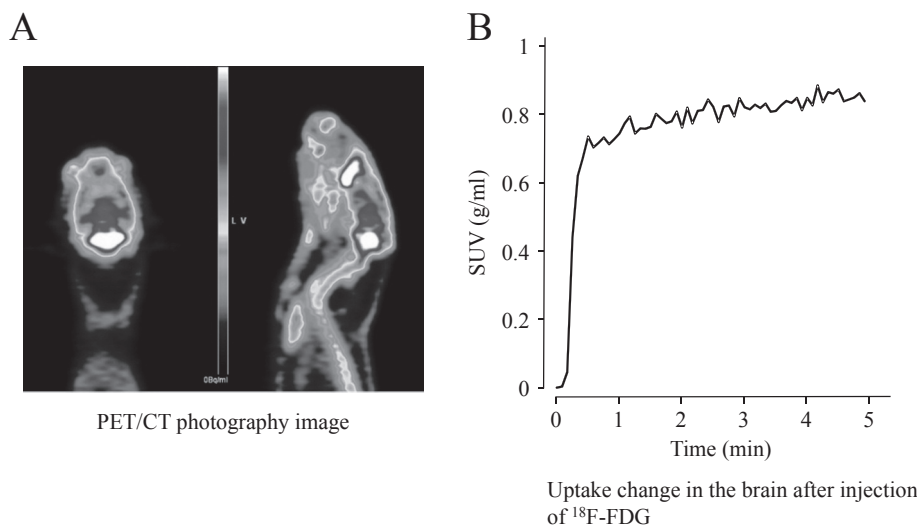 A
L V
0Bq/ml
PET/CT photography image
B
1
0.8
0.6
0.4
0.2
0
SUV (g/ml)
0 1 2 3 4 5
Time (min)
Uptake change in the brain after injection
of ¹⁸F-FDG